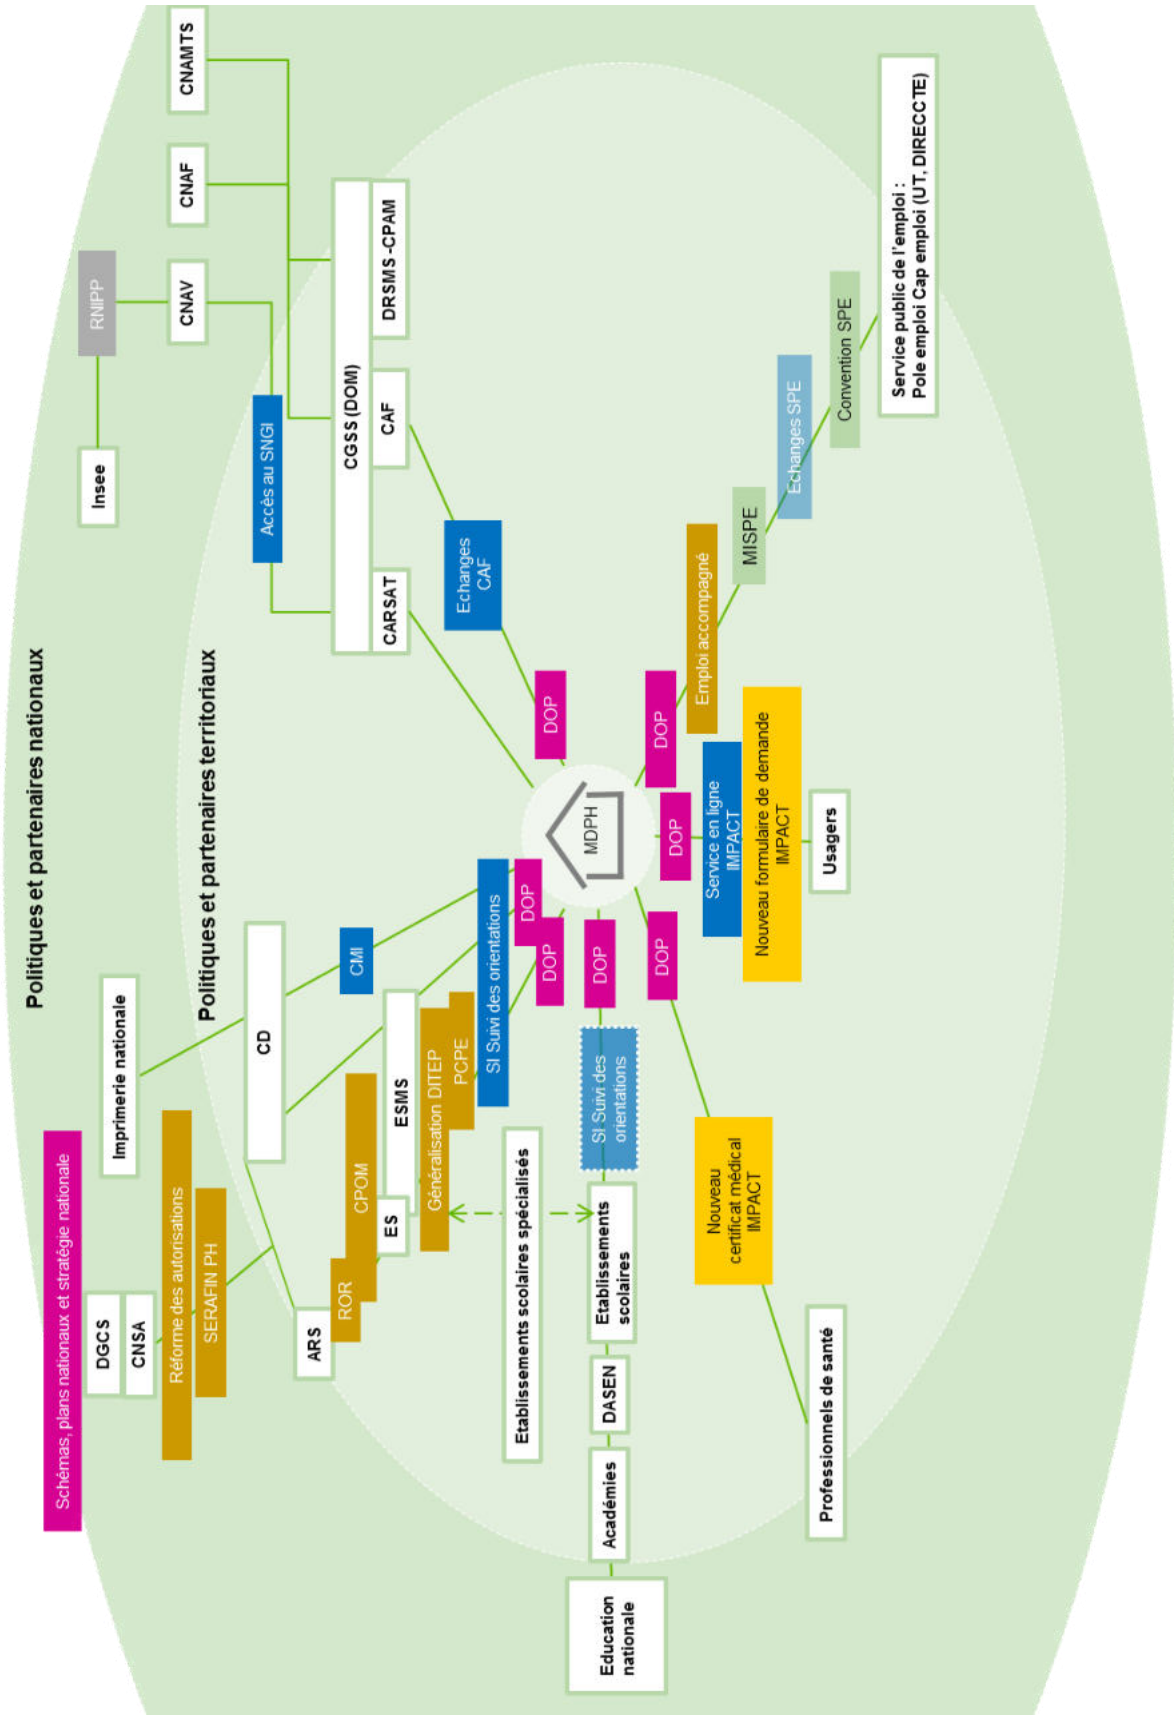 Politiques et partenaires nationaux
Schémas, plans nationaux et stratégie nationale
DGCS
CNSA
Réforme des autorisations
SERAFIN PH
Imprimerie nationale
Insee
RNIPP
CNAV
CNAF
CNAMTS
Politiques et partenaires territoriaux
CD
Accès au SNGI
ARS
ROR
CPOM
CMI
CGSS (DOM)
CARSAT
CAF
DRSMS -CPAM
ES
ESMS
Généralisation DITEP
PCPE
SI Suivi des orientations
Echanges
CAF
Etablissements scolaires spécialisés
DOP
DOP
DOP
MDPH
Education
nationale
Académies
DASEN
Etablissements
scolaires
SI Suivi des
orientations
DOP
DOP
DOP
DOP
Emploi accompagné
MISPE
Echanges SPE
Convention SPE
Service public de l'emploi :
Pole emploi Cap emploi (UT, DIRECCTE)
Nouveau
certificat médical
IMPACT
Service en ligne
IMPACT
Nouveau formulaire de demande
IMPACT
Professionnels de santé
Usagers